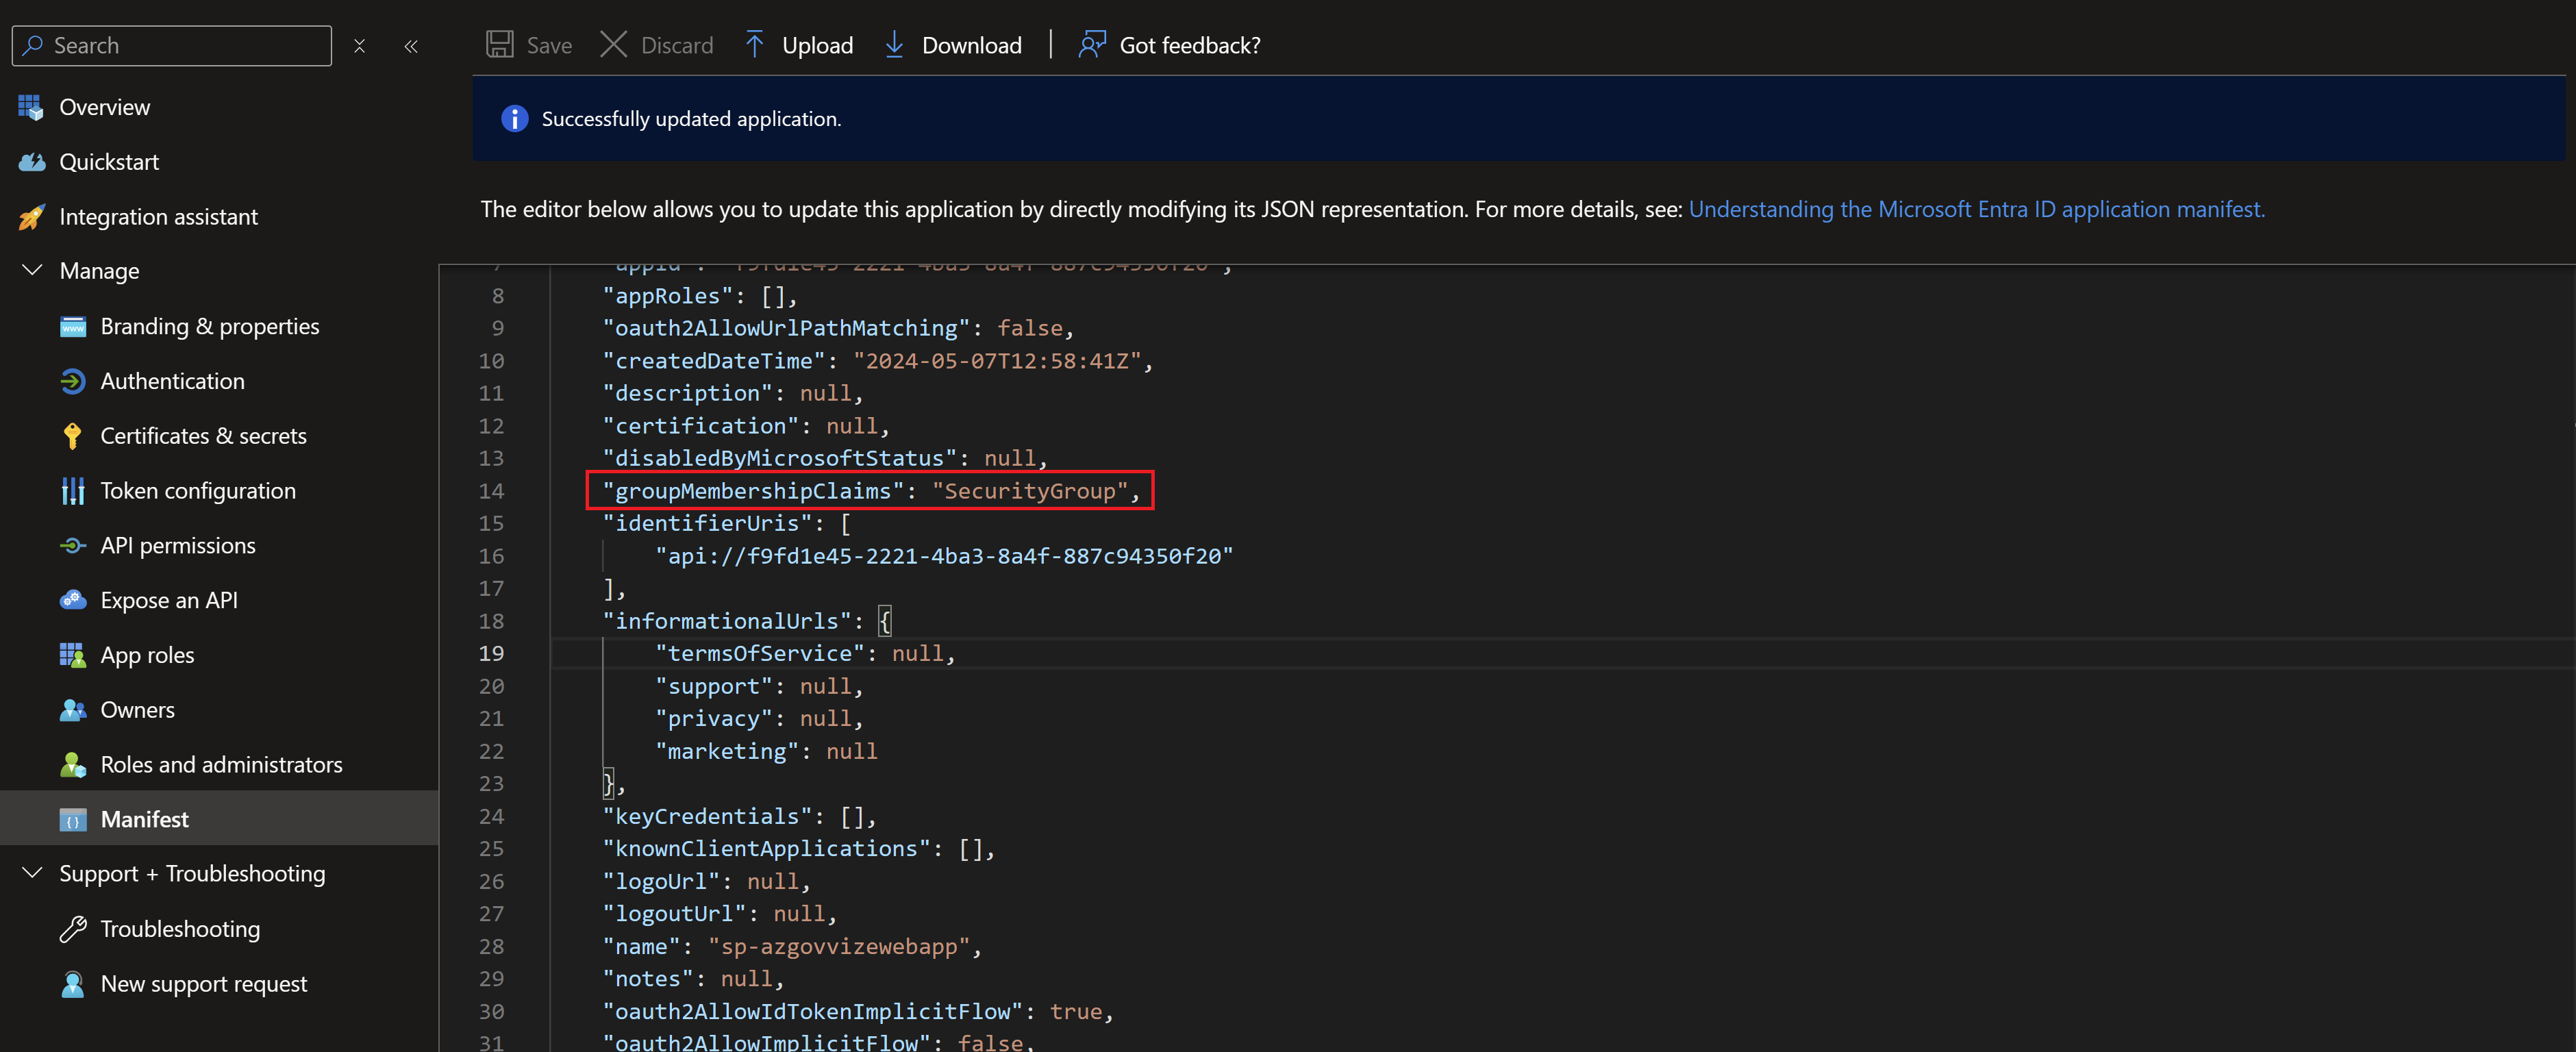 Search
Overview
Quickstart
Integration assistant
Manage
Branding & properties
Authentication
Certificates & secrets
Token configuration
API permissions
Expose an API
App roles
Owners
Roles and administrators
Manifest
Support + Troubleshooting
Troubleshooting
New support request
Save Discard Upload Download | Got feedback?
Successfully updated application.
The editor below allows you to update this application by directly modifying its JSON representation. For more details, see: Understanding the Microsoft Entra ID application manifest.
7 "appId": "f9fd1e45-2221-4ba3-8a4f-887c94350f20",
8 "appRoles": [],
9 "oauth2AllowUrlPathMatching": false,
10 "createdDateTime": "2024-05-07T12:58:41Z",
11 "description": null,
12 "certification": null,
13 "disabledByMicrosoftStatus": null,
14 "groupMembershipClaims": "SecurityGroup",
15 "identifierUris": [
16 "api://f9fd1e45-2221-4ba3-8a4f-887c94350f20"
17 ],
18 "informationalUrls": {
19 "termsOfService": null,
20 "support": null,
21 "privacy": null,
22 "marketing": null
23 },
24 "keyCredentials": [],
25 "knownClientApplications": [],
26 "logoUrl": null,
27 "logoutUrl": null,
28 "name": "sp-azgovvizewebapp",
29 "notes": null,
30 "oauth2AllowIdTokenImplicitFlow": true,
31 "oauth2AllowImplicitFlow": false,